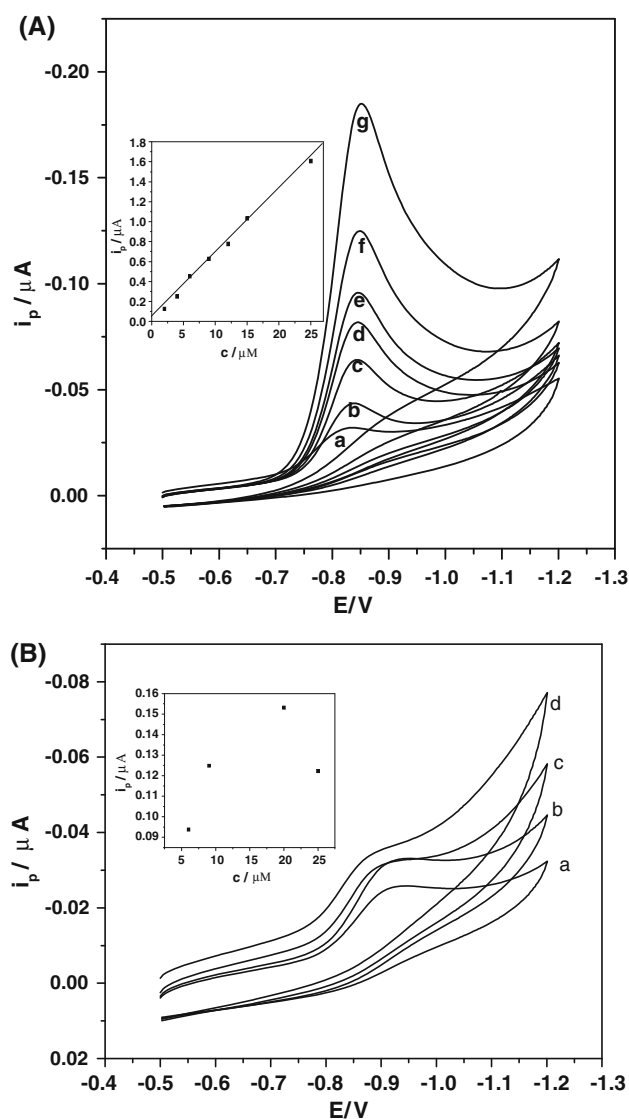 (A)
-0.20
-0.15
-0.10
-0.05
0.00
i_p / μ A
g
f
e
d
c
b
a
1.8
1.6
1.4
1.2
1.0
0.8
0.6
0.4
0.2
0.0
i_p / μA
0 5 10 15 20 25
c / μM
-0.4 -0.5 -0.6 -0.7 -0.8 -0.9 -1.0 -1.1 -1.2 -1.3
E/V
(B)
-0.08
-0.06
-0.04
-0.02
0.00
0.02
i_p / μ A
d
c
b
a
0.16
0.15
0.14
0.13
0.12
0.11
0.10
0.09
i_p / μ A
5 10 15 20 25
c / μM
-0.4 -0.5 -0.6 -0.7 -0.8 -0.9 -1.0 -1.1 -1.2 -1.3
E/V